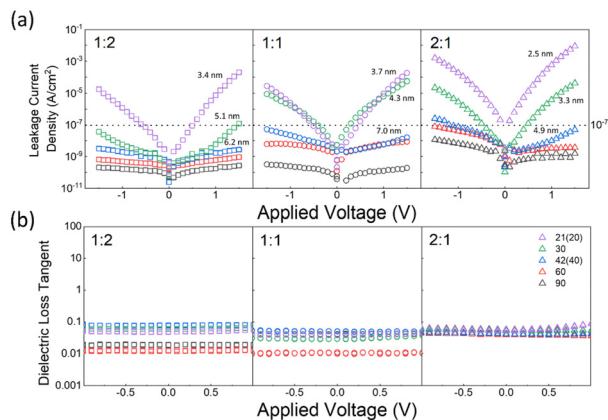 (a)
1:2
1:1
2:1
Leakage Current
Density (A/cm²)
10⁻¹
10⁻³
10⁻⁵
10⁻⁷
10⁻⁹
10⁻¹¹
3.4 nm
5.1 nm
6.2 nm
3.7 nm
4.3 nm
7.0 nm
2.5 nm
3.3 nm
4.9 nm
10⁻⁷
-1 0 1 -1 0 1 -1 0 1
Applied Voltage (V)
Applied Voltage (V)
(b)
1:2
1:1
2:1
Dielectric Loss Tangent
100
10
1
0.1
0.01
0.001
21(20)
30
42(40)
60
90
-0.5 0.0 0.5 -0.5 0.0 0.5 -0.5 0.0 0.5
Applied Voltage (V)
Applied Voltage (V)